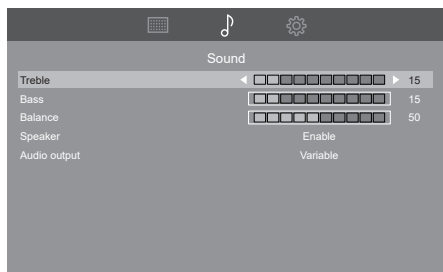 Sound
Treble 15
Bass 15
Balance 50
Speaker Enable
Audio output Variable